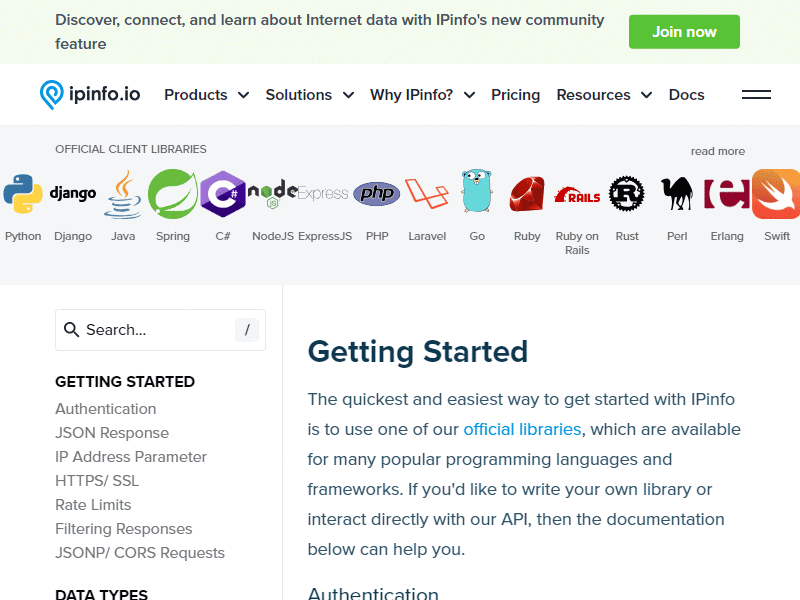 Discover, connect, and learn about Internet data with IPinfo's new community
feature
Join now
ipinfo.io
Products
Solutions
Why IPinfo?
Pricing
Resources
Docs
OFFICIAL CLIENT LIBRARIES
read more
django
C#
node
JS
Express
php
RAILS
R
e
Python
Django
Java
Spring
C#
NodeJS
ExpressJS
PHP
Laravel
Go
Ruby
Ruby on
Rails
Rust
Perl
Erlang
Swift
Search...
/
GETTING STARTED
Authentication
JSON Response
IP Address Parameter
HTTPS/ SSL
Rate Limits
Filtering Responses
JSONP/ CORS Requests
DATA TYPES
Getting Started
The quickest and easiest way to get started with IPinfo
is to use one of our official libraries, which are available
for many popular programming languages and
frameworks. If you'd like to write your own library or
interact directly with our API, then the documentation
below can help you.
Authentication